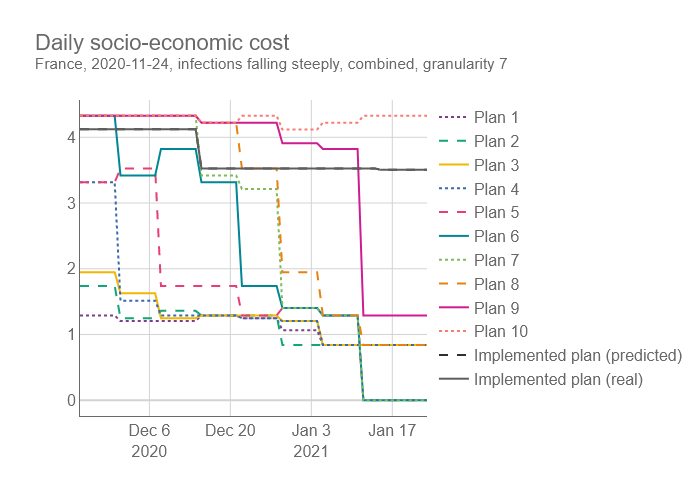 Daily socio-economic cost
France, 2020-11-24, infections falling steeply, combined, granularity 7
4
3
2
1
0
Dec 6
2020
Dec 20
Jan 3
2021
Jan 17
Plan 1
Plan 2
Plan 3
Plan 4
Plan 5
Plan 6
Plan 7
Plan 8
Plan 9
Plan 10
Implemented plan (predicted)
Implemented plan (real)